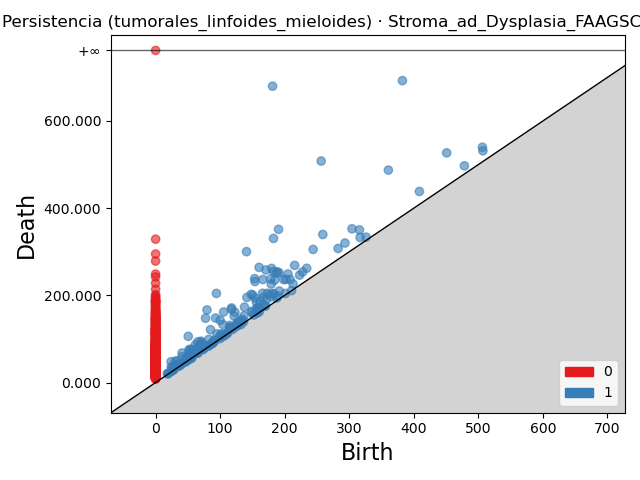 Persistencia (tumorales_linfoides_mieloides) · Stroma_ad_Dysplasia_FAAGSC
+∞
600.000
400.000
200.000
0.000
Death
0
1
0 100 200 300 400 500 600 700
Birth